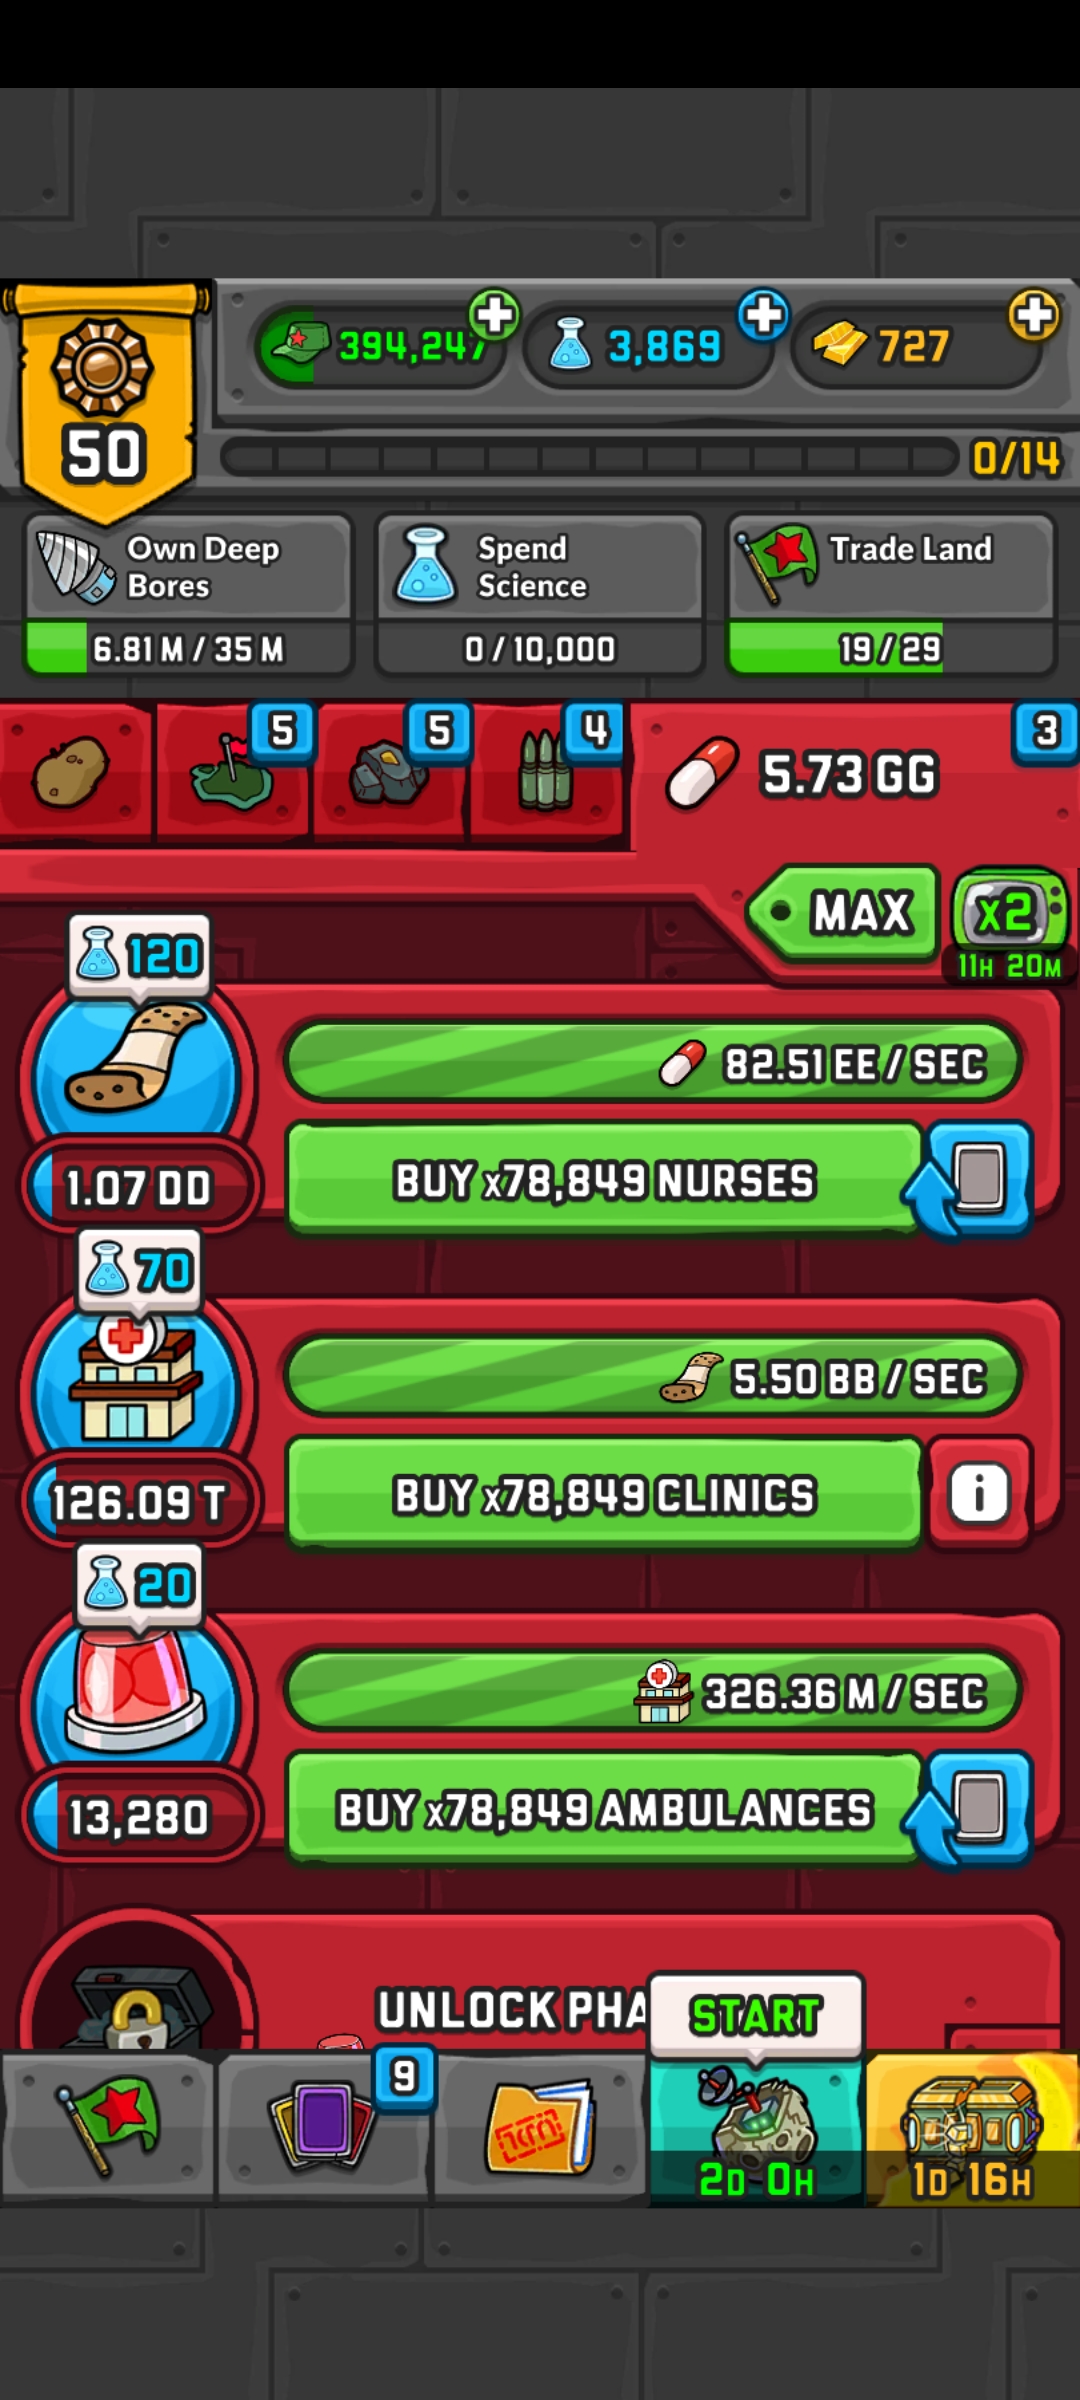 394,247
3,869
727
50
0/14
Own Deep
Bores
6.81 M / 35 M
Spend
Science
0 / 10,000
Trade Land
19 / 29
5
5
4
5.73 GG
3
MAX
x2
11H 20M
120
82.51 EE / SEC
1.07 DD
BUY x78,849 NURSES
70
5.50 BB / SEC
126.09 T
BUY x78,849 CLINICS
i
20
326.36 M / SEC
13,280
BUY x78,849 AMBULANCES
UNLOCK PHA
START
9
2D 0H
1D 16H